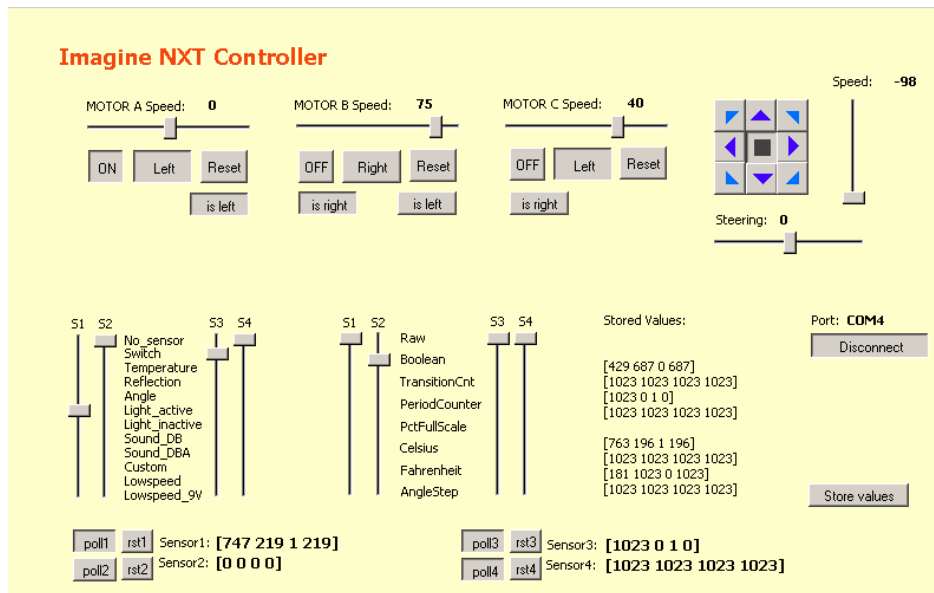 Imagine NXT Controller
Speed: -98
MOTOR A Speed: 0
MOTOR B Speed: 75
MOTOR C Speed: 40
ON Left Reset
OFF Right Reset
OFF Left Reset
is left
is right is left
is right
Steering: 0
S1 S2 S3 S4
No_sensor
Switch
Temperature
Reflection
Angle
Light_active
Light_inactive
Sound_DB
Sound_DBA
Custom
Lowspeed
Lowspeed_9V
S1 S2 S3 S4
Raw
Boolean
TransitionCnt
PeriodCounter
PctFullScale
Celsius
Fahrenheit
AngleStep
Stored Values:
[429 687 0 687]
[1023 1023 1023 1023]
[1023 0 1 0]
[1023 1023 1023 1023]
[763 196 1 196]
[1023 1023 1023 1023]
[181 1023 0 1023]
[1023 1023 1023 1023]
Port: COM4
Disconnect
Store values
poll1 rst1 Sensor1: [747 219 1 219]
poll2 rst2 Sensor2: [0 0 0 0]
poll3 rst3 Sensor3: [1023 0 1 0]
poll4 rst4 Sensor4: [1023 1023 1023 1023]